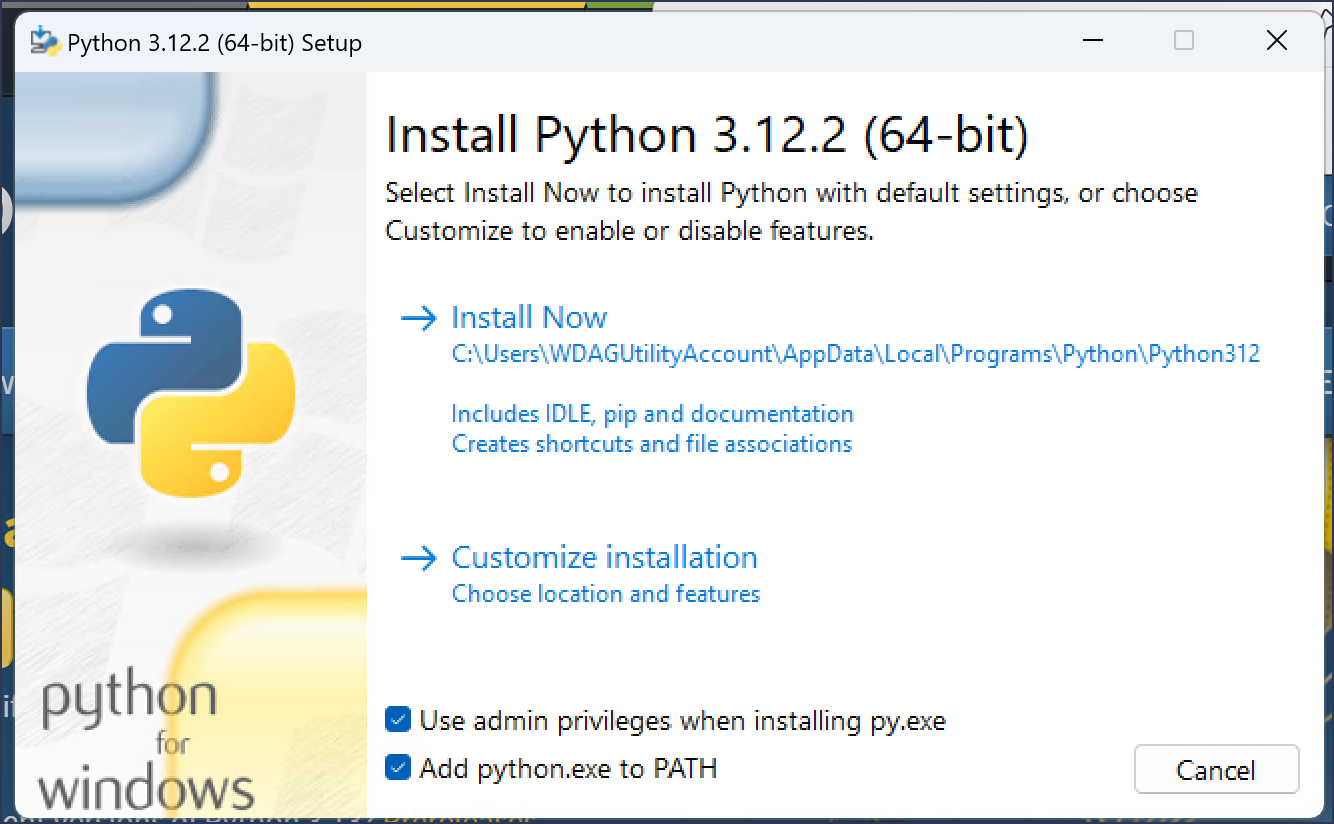 Python 3.12.2 (64-bit) Setup
Install Python 3.12.2 (64-bit)
Select Install Now to install Python with default settings, or choose
Customize to enable or disable features.
Install Now
C:\Users\WDAGUtilityAccount\AppData\Local\Programs\Python\Python312
Includes IDLE, pip and documentation
Creates shortcuts and file associations
Customize installation
Choose location and features
Use admin privileges when installing py.exe
Add python.exe to PATH
Cancel
python
for
windows